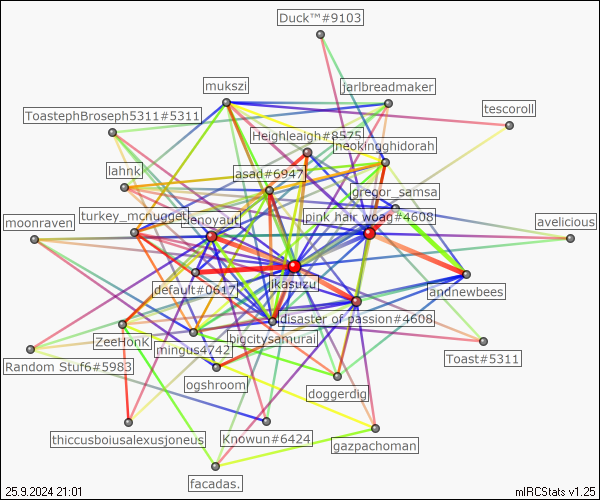 Duck™#9103
mukszi
jarlbreadmaker
tescoroll
ToastephBroseph5311#5311
Heighleaigh#8575
neokingghidorah
lahnk
asad#6947
gregor_samsa
moonraven
turkey_mcnugget
lenoyaut
pink hair woag#4608
avelicious
default#0617
jikasuzu
andnewbees
disaster of passion#4608
ZeeHonk
mingus4742
bigcitysamurai
Toast#5311
Random Stuf6#5983
ogshroom
doggerdig
thiccusboiusalexusjoneus
Knowun#6424
gazpachoman
facadas.
25.9.2024 21:01
mIRCStats v1.25